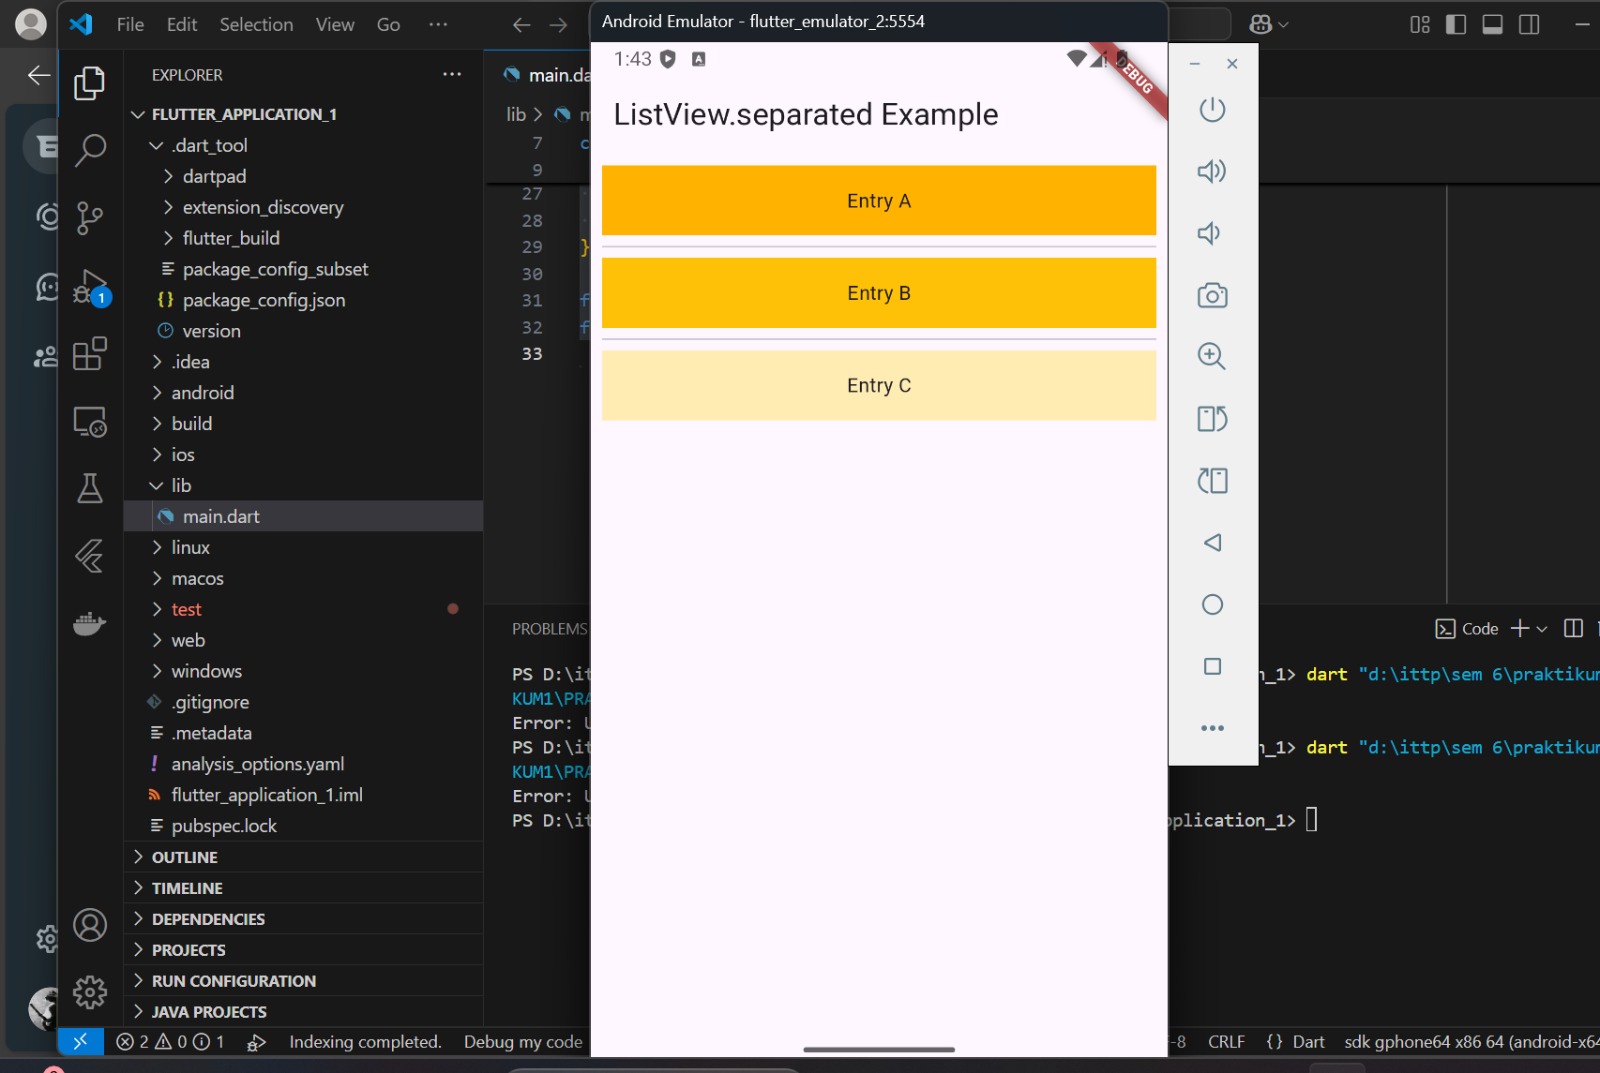 File Edit Selection View Go ···
Android Emulator - flutter_emulator_2:5554
EXPLORER
FLUTTER_APPLICATION_1
.dart_tool
dartpad
extension_discovery
flutter_build
package_config_subset
{} package_config.json
version
.idea
android
build
ios
lib
main.dart
linux
macos
test
web
windows
.gitignore
.metadata
! analysis_options.yaml
flutter_application_1.iml
pubspec.lock
OUTLINE
TIMELINE
DEPENDENCIES
PROJECTS
RUN CONFIGURATION
JAVA PROJECTS
main.da
lib >
7
9
27
28
29 }
30
31 f
32 f
33
1:43
DEBUG
ListView.separated Example
Entry A
Entry B
Entry C
1
PROBLEMS
Code
PS D:\it
n_1> dart "d:\ittp\sem 6\praktikum
KUM1\PRA
Error:
PS D:\it
n_1> dart "d:\ittp\sem 6\praktikum
KUM1\PRA
Error:
PS D:\it
pplication_1>
2 0 1 Indexing completed. Debug my code
-8 CRLF {} Dart sdk gphone64 x86 64 (android-x64